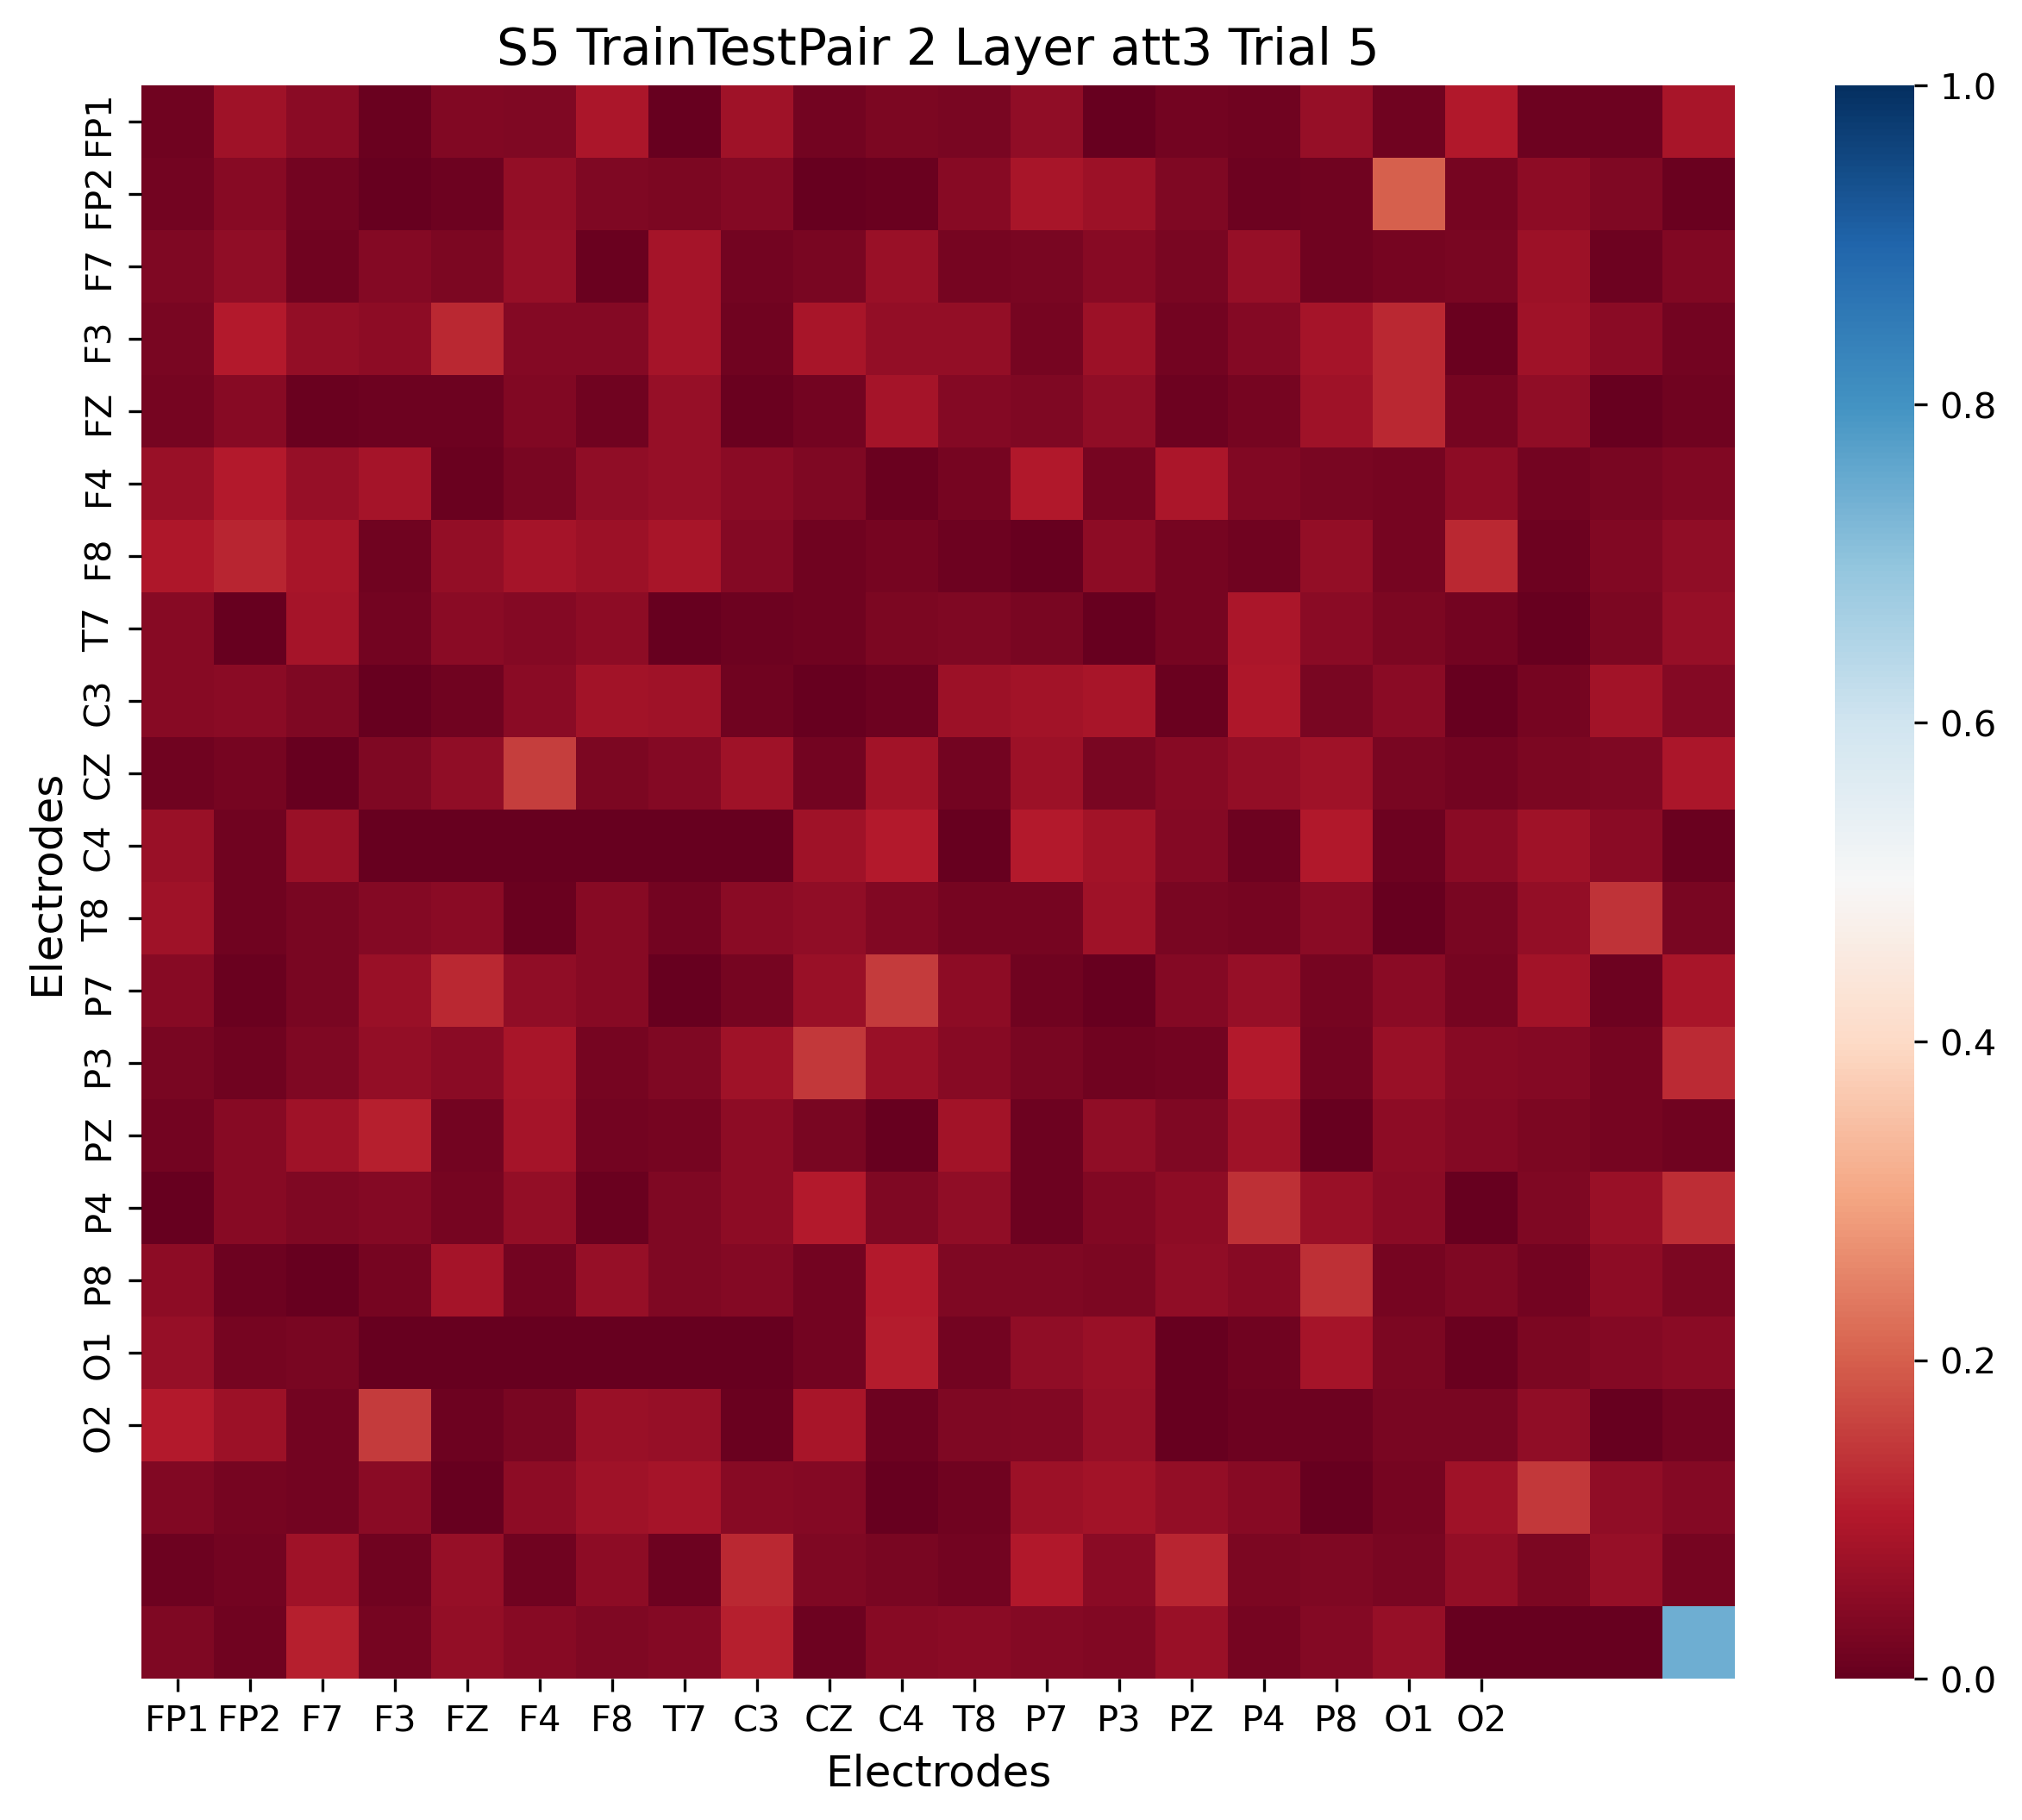 S5 TrainTestPair 2 Layer att3 Trial 5
Electrodes
FP1
FP2
F7
F3
FZ
F4
F8
T7
C3
CZ
C4
T8
P7
P3
PZ
P4
P8
O1
O2
FP1 FP2 F7 F3 FZ F4 F8 T7 C3 CZ C4 T8 P7 P3 PZ P4 P8 O1 O2
Electrodes
1.0
0.8
0.6
0.4
0.2
0.0